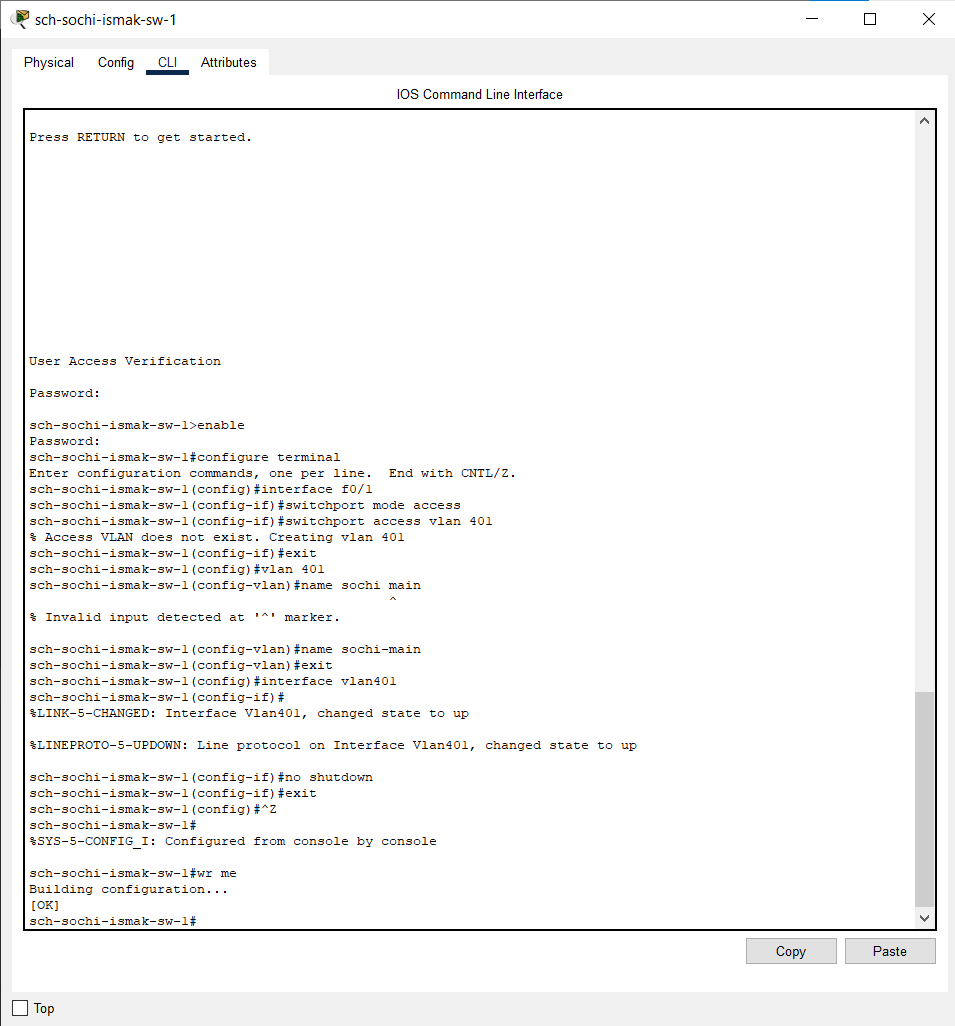 sch-sochi-ismak-sw-1
Physical Config CLI Attributes
IOS Command Line Interface
Press RETURN to get started.
User Access Verification
Password:
sch-sochi-ismak-sw-1>enable
Password:
sch-sochi-ismak-sw-1#configure terminal
Enter configuration commands, one per line.  End with CNTL/Z.
sch-sochi-ismak-sw-1(config)#interface f0/1
sch-sochi-ismak-sw-1(config-if)#switchport mode access
sch-sochi-ismak-sw-1(config-if)#switchport access vlan 401
% Access VLAN does not exist. Creating vlan 401
sch-sochi-ismak-sw-1(config-if)#exit
sch-sochi-ismak-sw-1(config)#vlan 401
sch-sochi-ismak-sw-1(config-vlan)#name sochi main
^
% Invalid input detected at '^' marker.
sch-sochi-ismak-sw-1(config-vlan)#name sochi-main
sch-sochi-ismak-sw-1(config-vlan)#exit
sch-sochi-ismak-sw-1(config)#interface vlan401
sch-sochi-ismak-sw-1(config-if)#
%LINK-5-CHANGED: Interface Vlan401, changed state to up
%LINEPROTO-5-UPDOWN: Line protocol on Interface Vlan401, changed state to up
sch-sochi-ismak-sw-1(config-if)#no shutdown
sch-sochi-ismak-sw-1(config-if)#exit
sch-sochi-ismak-sw-1(config)#^Z
sch-sochi-ismak-sw-1#
%SYS-5-CONFIG_I: Configured from console by console
sch-sochi-ismak-sw-1#wr me
Building configuration...
[OK]
sch-sochi-ismak-sw-1#
Copy Paste
Top